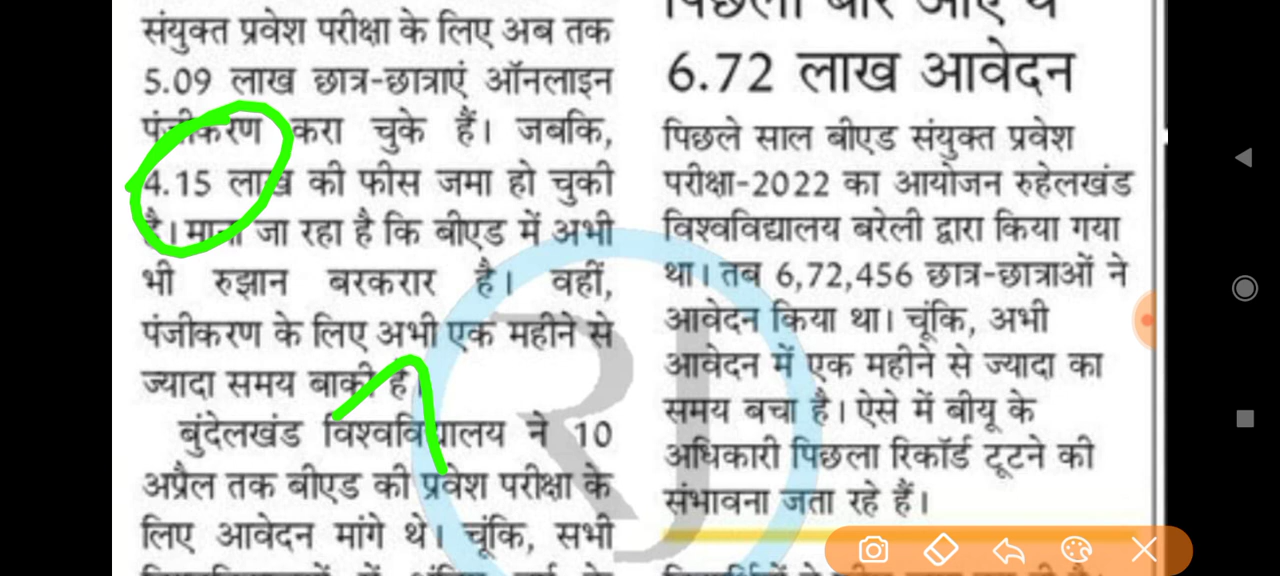 संयुक्त प्रवेश परीक्षा के लिए अब तक
5.09 लाख छात्र-छात्राएं ऑनलाइन
पंजीकरण करा चुके हैं। जबकि,
4.15 लाख की फीस जमा हो चुकी
है। माना जा रहा है कि बीएड में अभी
भी रुझान बरकरार है। वहीं,
पंजीकरण के लिए अभी एक महीने से
ज्यादा समय बाकी है।
बुंदेलखंड विश्वविद्यालय ने 10
अप्रैल तक बीएड की प्रवेश परीक्षा के
लिए आवेदन मांगे थे। चूंकि, सभी
पिछली बार आए थे
6.72 लाख आवेदन
पिछले साल बीएड संयुक्त प्रवेश
परीक्षा-2022 का आयोजन रुहेलखंड
विश्वविद्यालय बरेली द्वारा किया गया
था। तब 6,72,456 छात्र-छात्राओं ने
आवेदन किया था। चूंकि, अभी
आवेदन में एक महीने से ज्यादा का
समय बचा है। ऐसे में बीयू के
अधिकारी पिछला रिकॉर्ड टूटने की
संभावना जता रहे हैं।